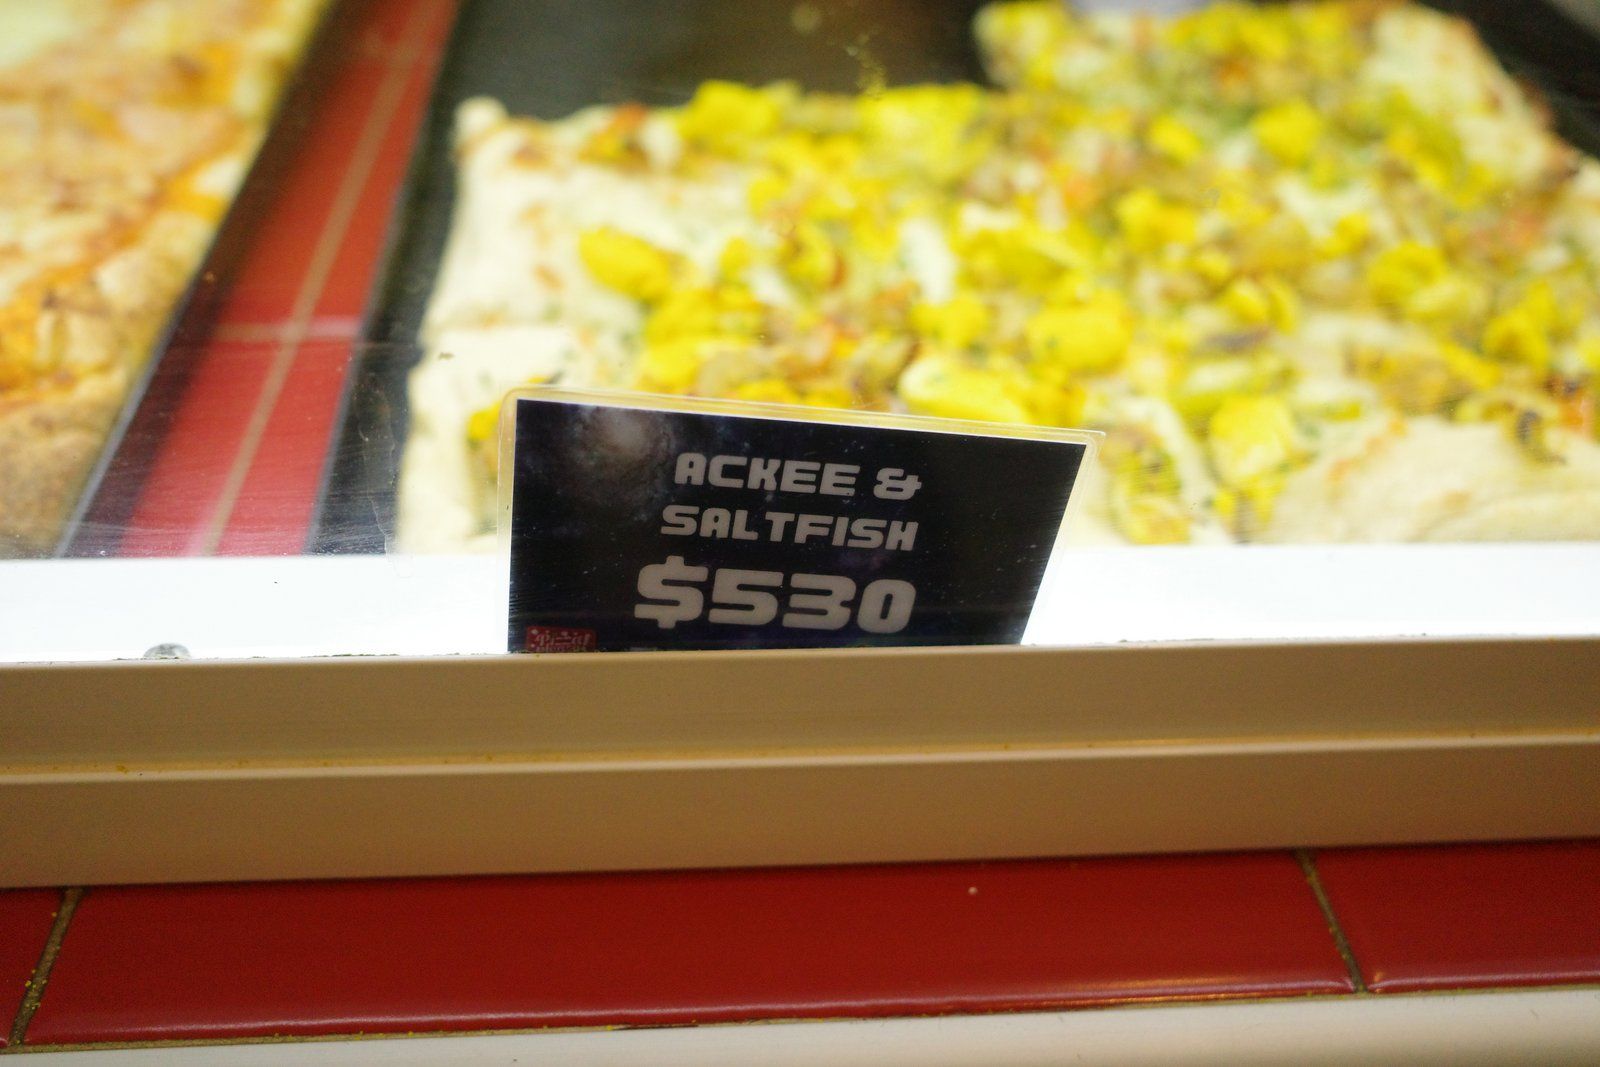 ACKEE &
SALTFISH
$530